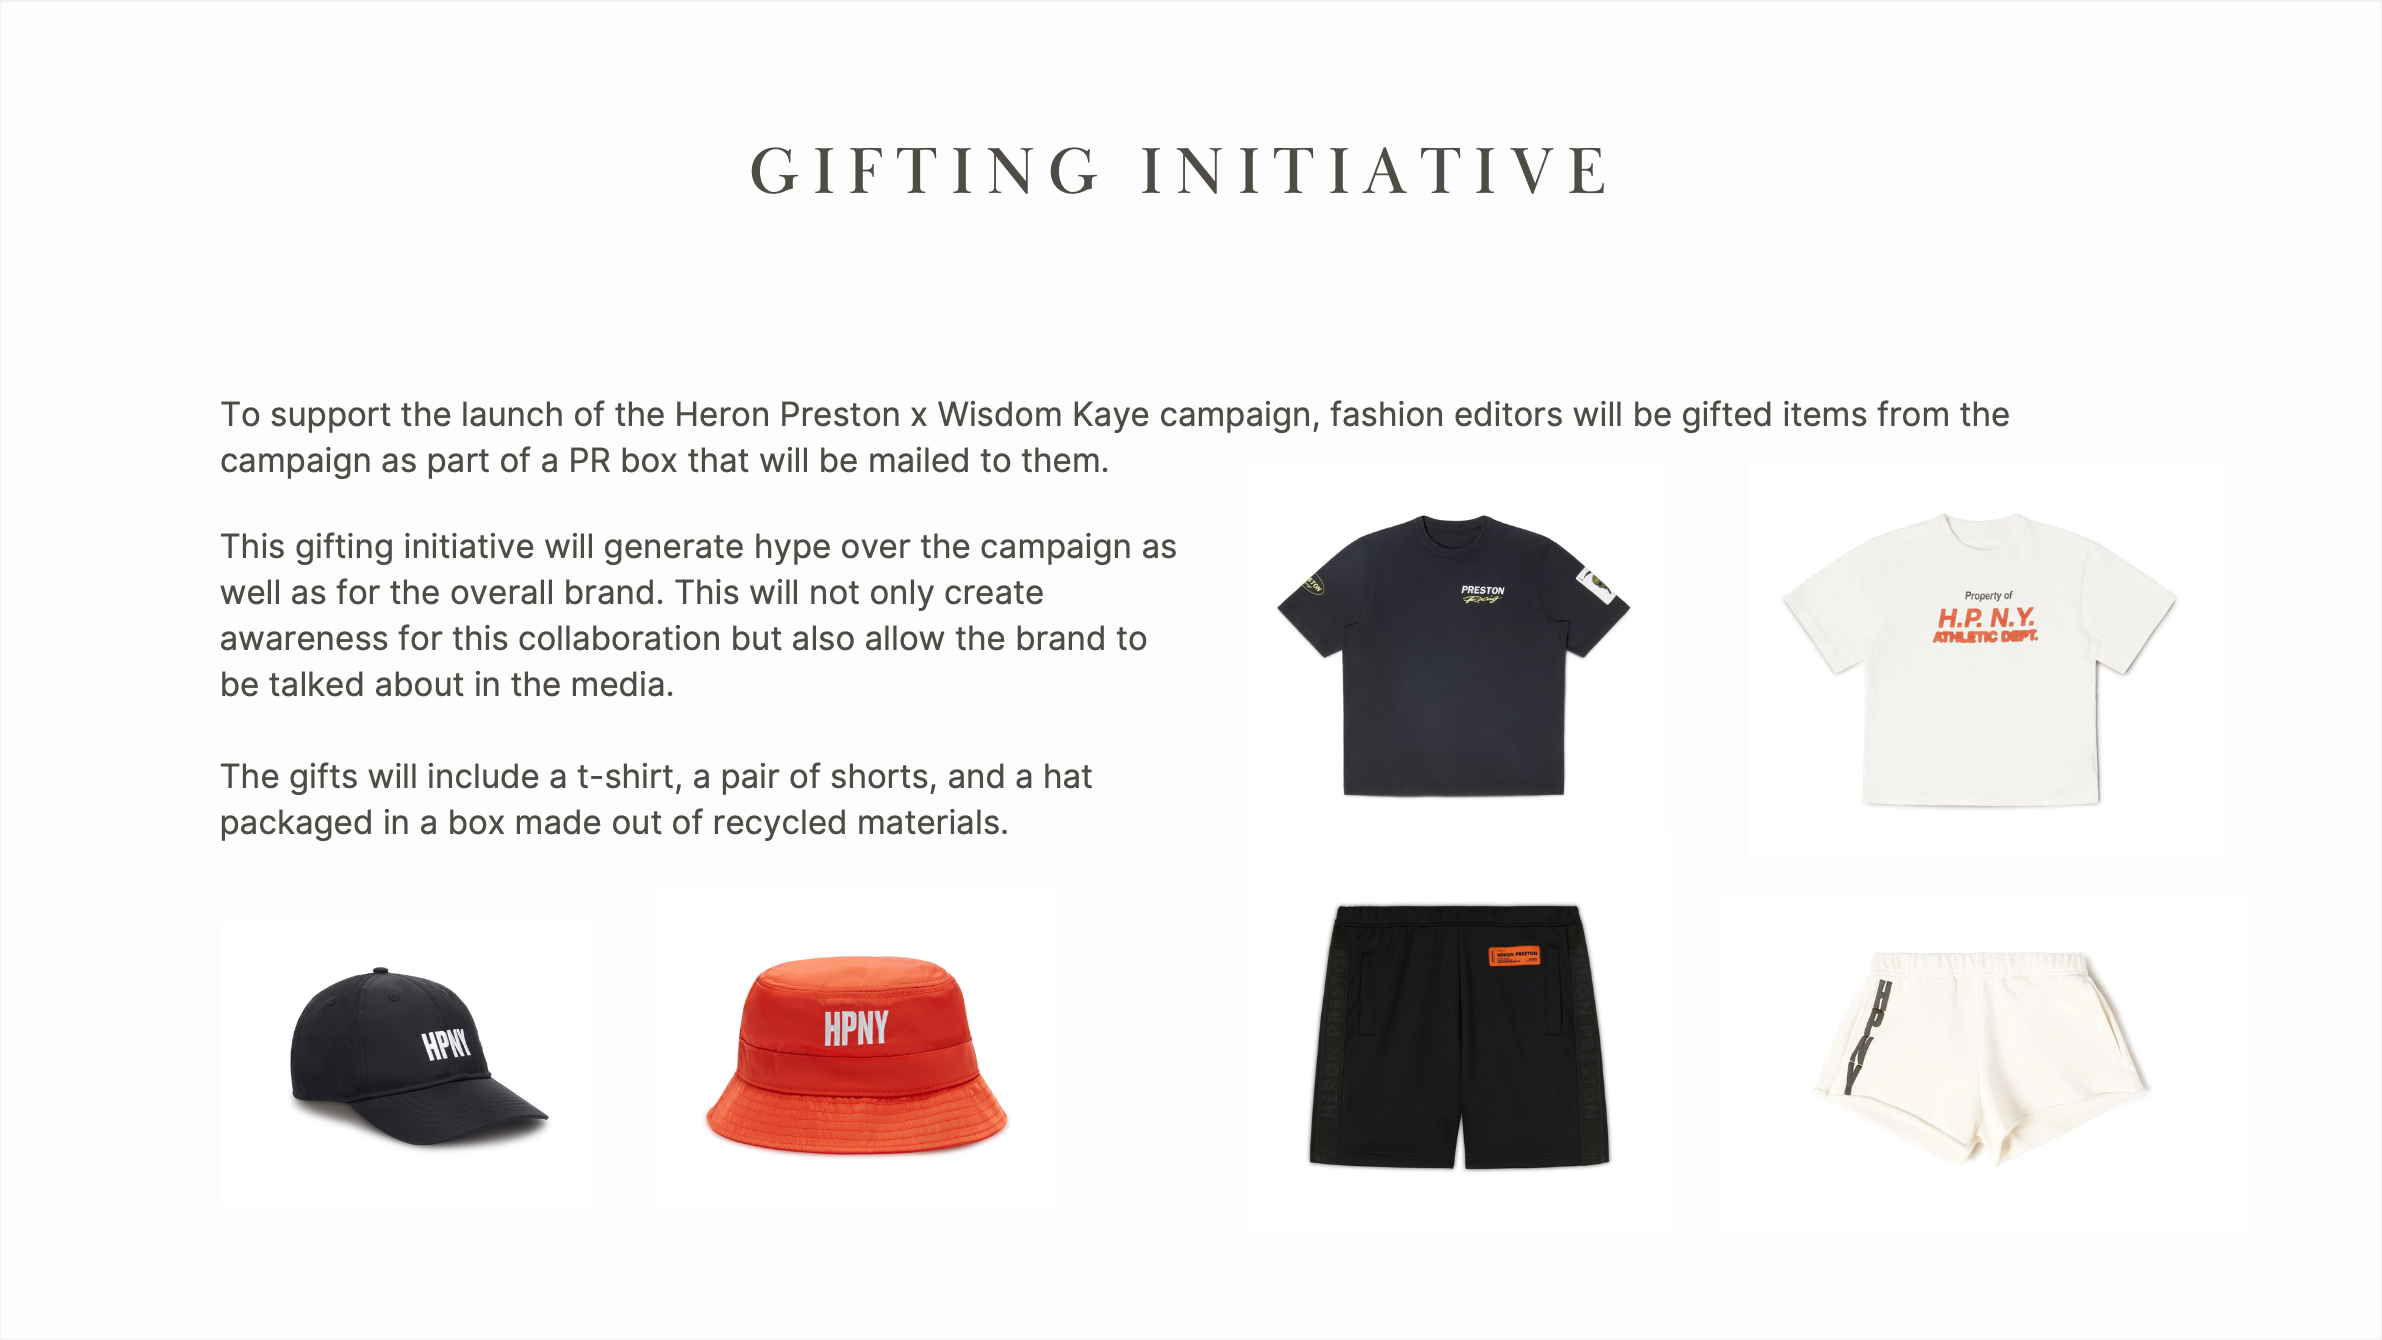 GIFTING INITIATIVE
To support the launch of the Heron Preston x Wisdom Kaye campaign, fashion editors will be gifted items from the
campaign as part of a PR box that will be mailed to them.
This gifting initiative will generate hype over the campaign as
well as for the overall brand. This will not only create
awareness for this collaboration but also allow the brand to
be talked about in the media.
The gifts will include a t-shirt, a pair of shorts, and a hat
packaged in a box made out of recycled materials.
PRESTON
Racing
Property of
H.P. N.Y.
ATHLETIC DEPT.
HPNY
HPNY
HERON PRESTON
HERON PRESTON
HERON PRESTON
HPNY